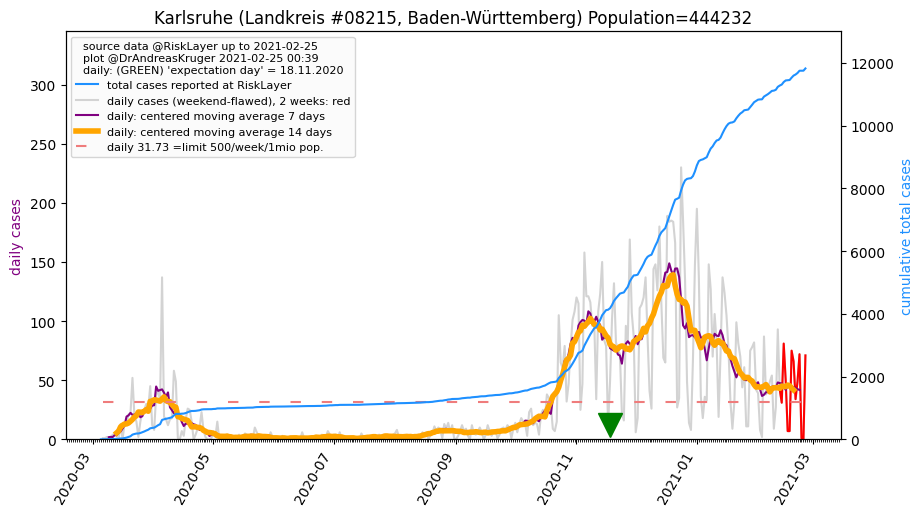 Karlsruhe (Landkreis #08215, Baden-Württemberg) Population=444232
source data @RiskLayer up to 2021-02-25
plot @DrAndreasKruger 2021-02-25 00:39
daily: (GREEN) 'expectation day' = 18.11.2020
total cases reported at RiskLayer
daily cases (weekend-flawed), 2 weeks: red
daily: centered moving average 7 days
daily: centered moving average 14 days
daily 31.73 =limit 500/week/1mio pop.
daily cases
300
250
200
150
100
50
0
cumulative total cases
12000
10000
8000
6000
4000
2000
0
2020-03
2020-05
2020-07
2020-09
2020-11
2021-01
2021-03